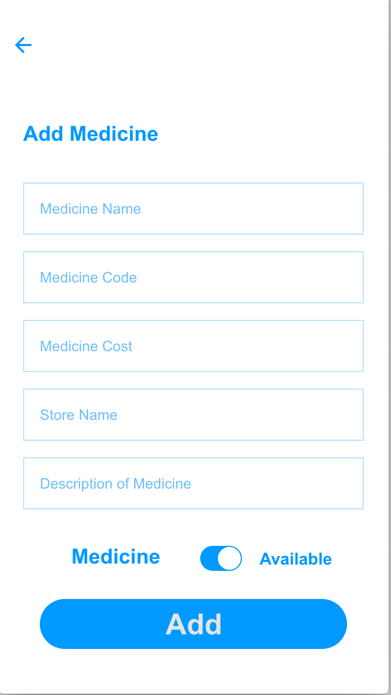 Add Medicine
Medicine Name
Medicine Code
Medicine Cost
Store Name
Description of Medicine
Medicine Available
Add